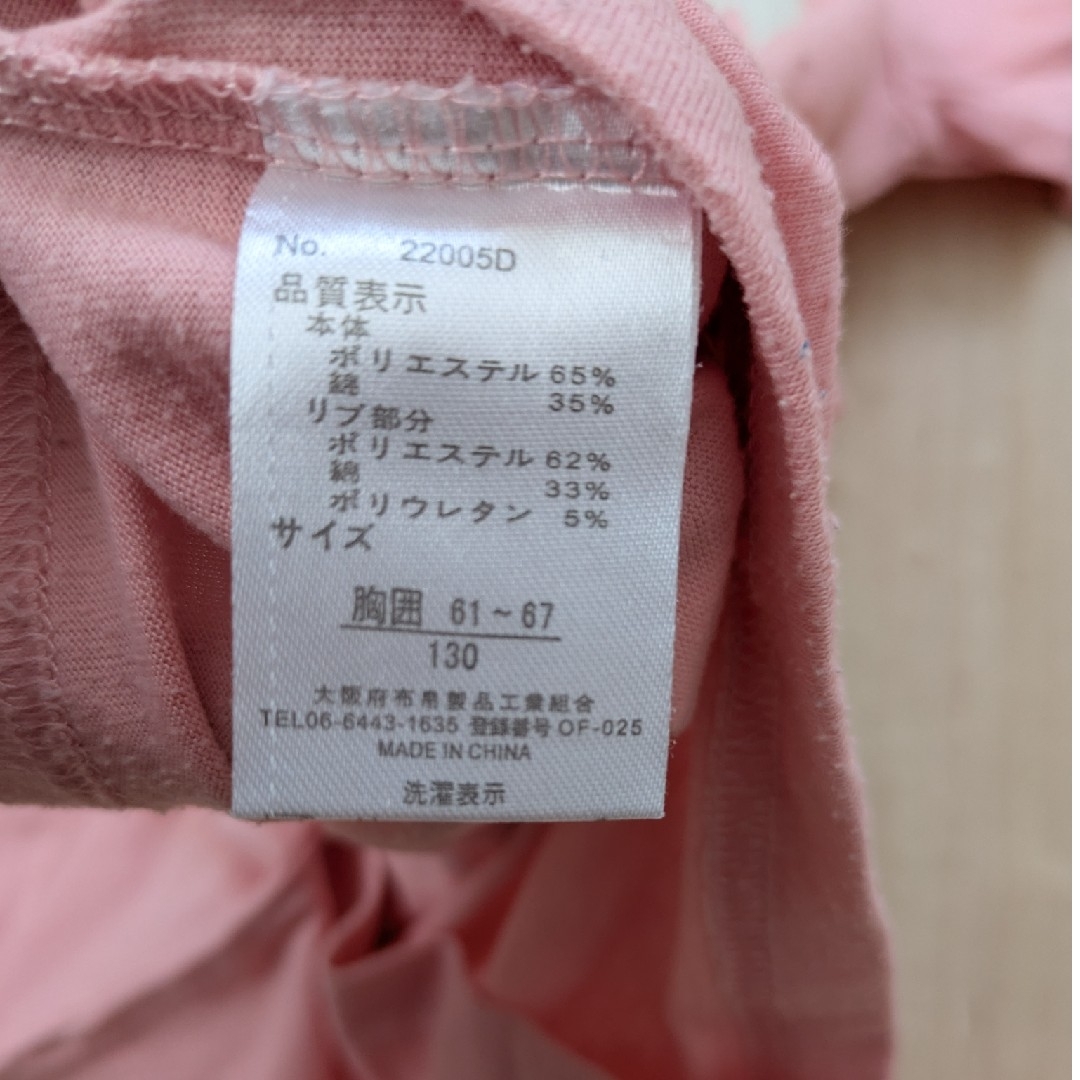 No. 22005D
品質表示
本体
ポリエステル 65%
綿 35%
リブ部分
ポリエステル 62%
綿 33%
ポリウレタン 5%
サイズ
胸囲 61~67
130
大阪府布帛製品工業組合
TEL06-6443-1635 登録番号 OF-025
MADE IN CHINA
洗濯表示